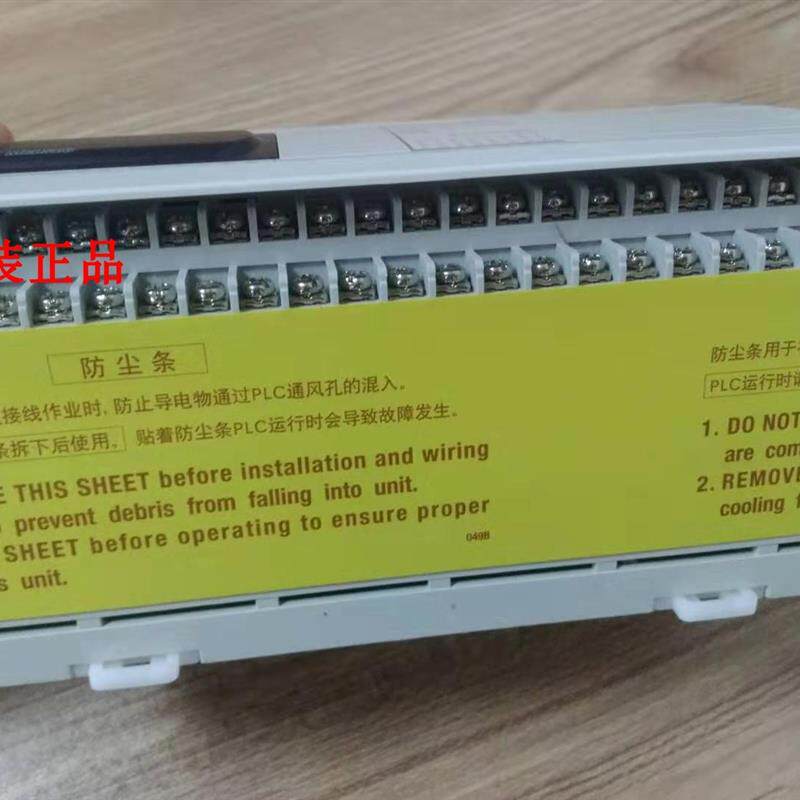 装正品
防尘条
接线作业时,防止导电物通过PLC通风孔的混入。
条拆下后使用。贴着防尘条PLC运行时会导致故障发生。
THIS SHEET before installation and wiring
prevent debris from falling into unit.
SHEET before operating to ensure proper
unit.
049B
防尘条用于
PLC运行时请
1. DO NOT
are com
2. REMOVE
cooling f